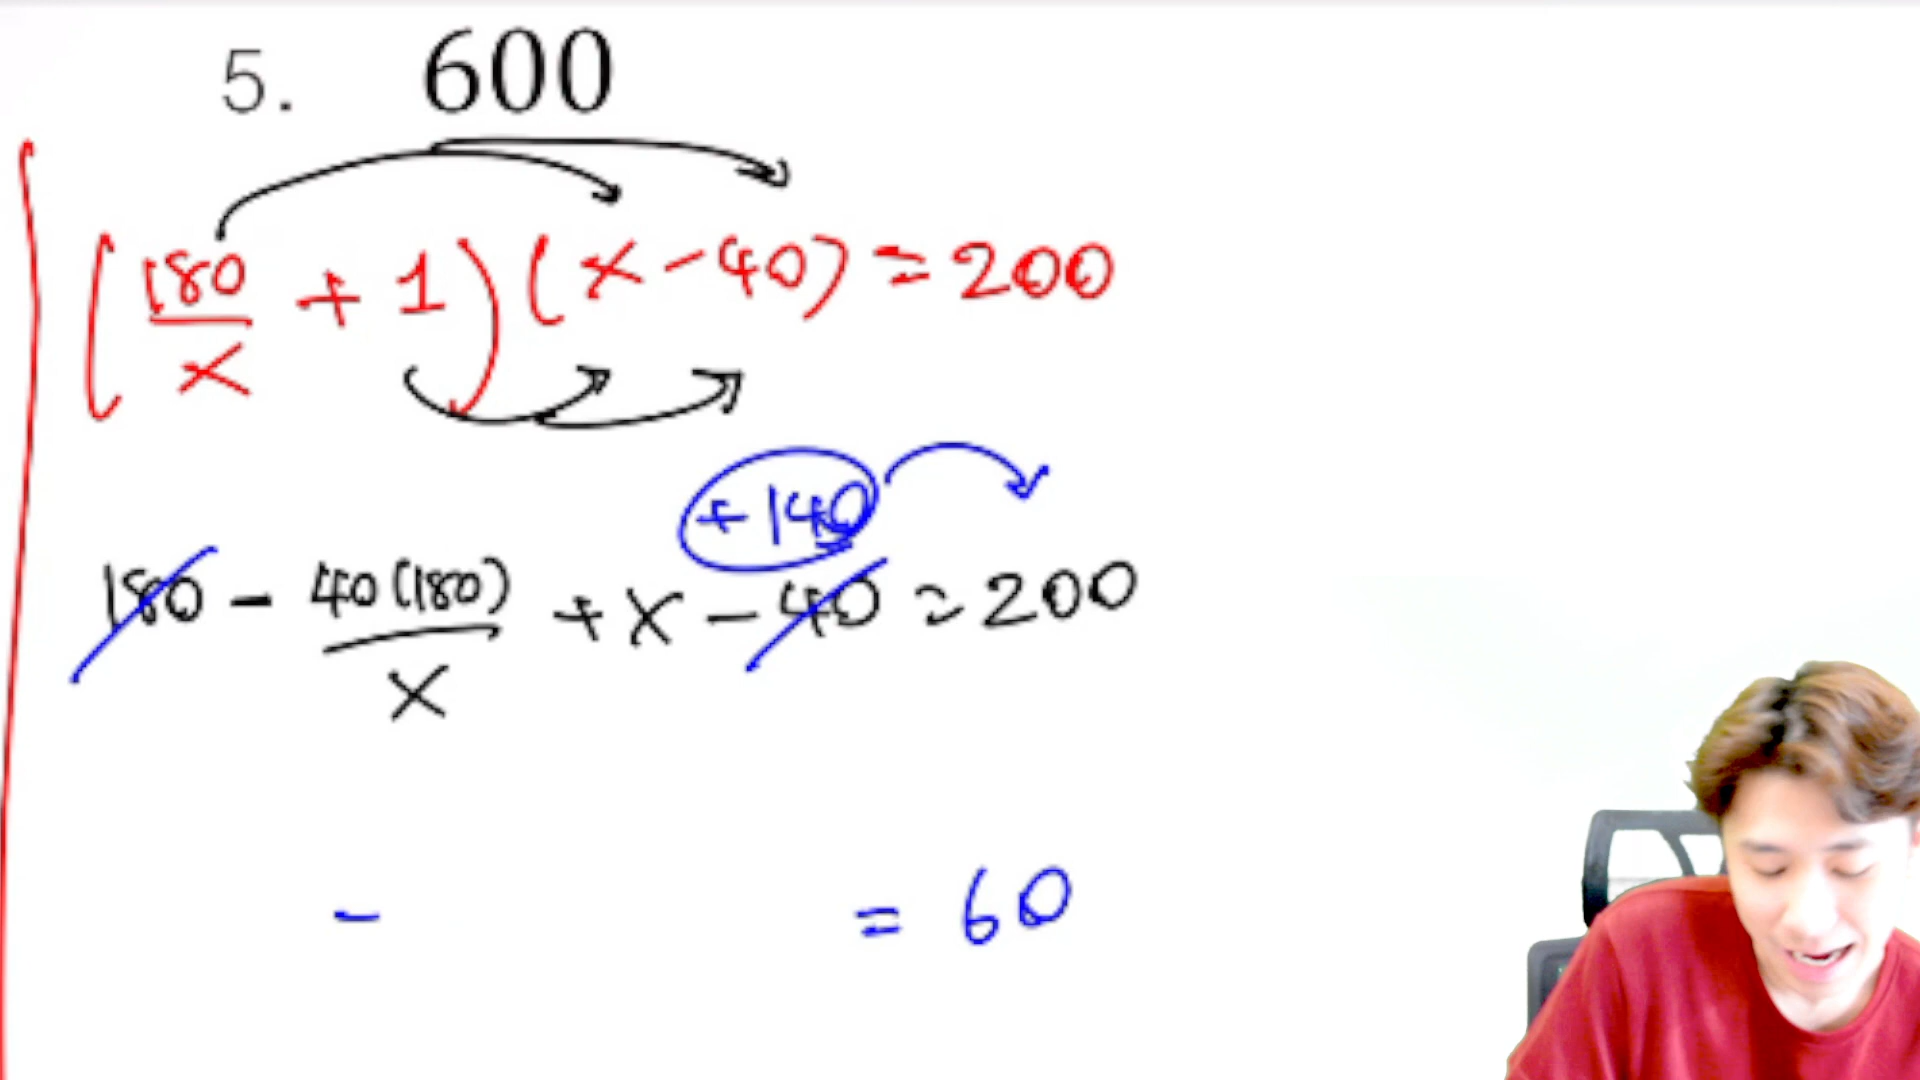 5. 600
(180/x + 1)(x - 40) = 200
+ 140
180 - 40(180)/x + x - 40 = 200
- = 60